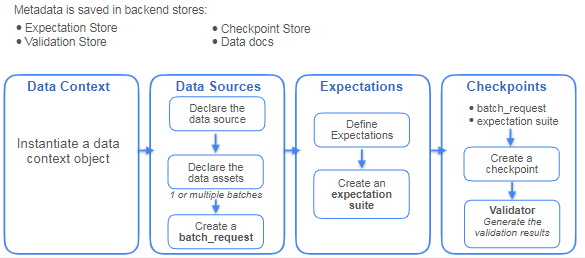 Metadata is saved in backend stores:
• Expectation Store
• Checkpoint Store
• Validation Store
• Data docs
Data Context
Instantiate a data
context object
Data Sources
Declare the
data source
Declare the
data assets
1 or multiple batches
Create a
batch_request
Expectations
Define
Expectations
Create an
expectation
suite
Checkpoints
• batch_request
• expectation suite
Create a
checkpoint
Validator
Generate the
validation results